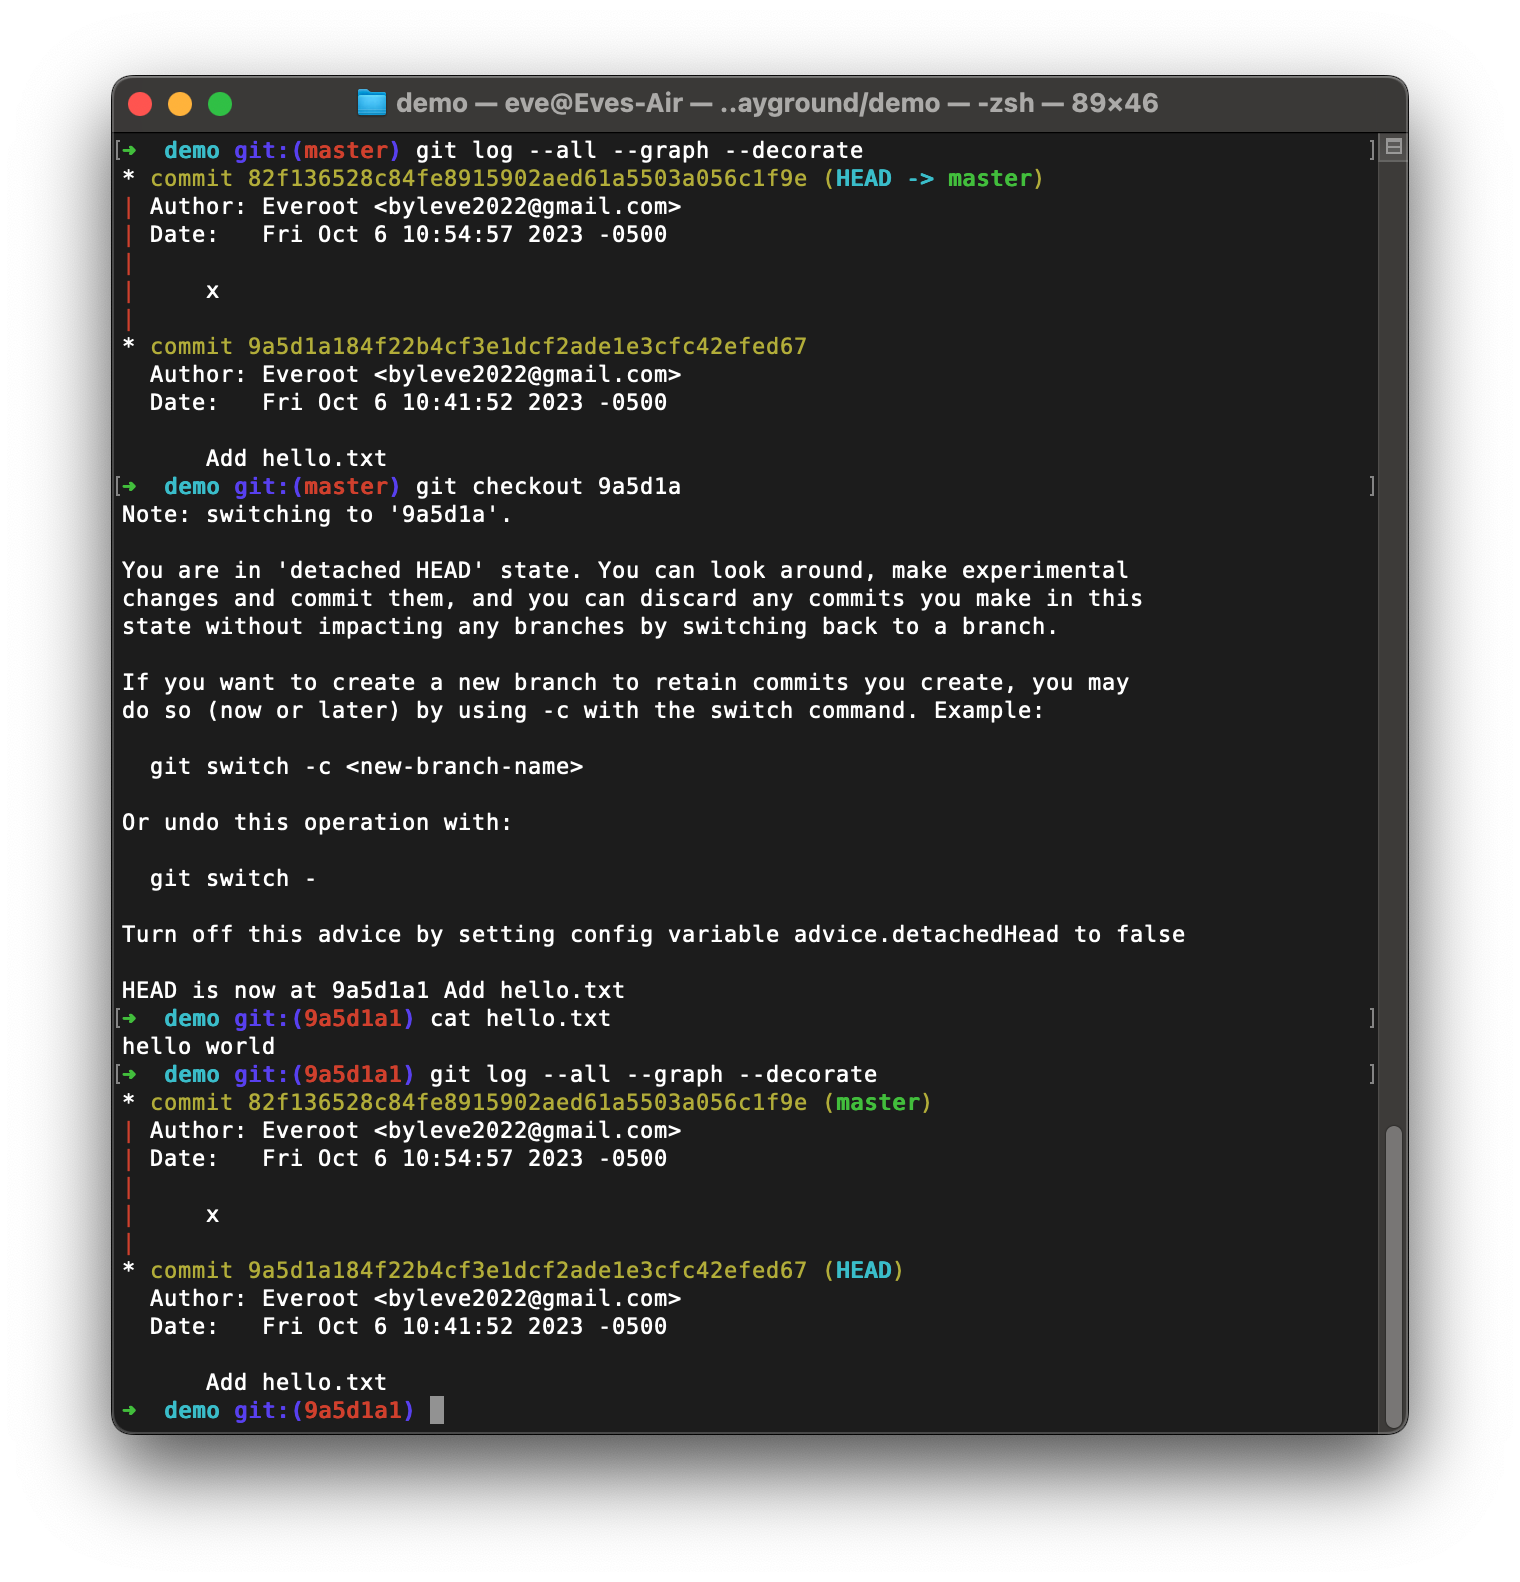 demo — eve@Eves-Air — ..ayground/demo — -zsh — 89×46
[➜  demo git:(master) git log --all --graph --decorate ]
* commit 82f136528c84fe8915902aed61a5503a056c1f9e (HEAD -> master)
| Author: Everoot <byleve2022@gmail.com>
| Date:   Fri Oct 6 10:54:57 2023 -0500
|
|     x
|
* commit 9a5d1a184f22b4cf3e1dcf2ade1e3cfc42efed67
  Author: Everoot <byleve2022@gmail.com>
  Date:   Fri Oct 6 10:41:52 2023 -0500

      Add hello.txt
[➜  demo git:(master) git checkout 9a5d1a ]
Note: switching to '9a5d1a'.

You are in 'detached HEAD' state. You can look around, make experimental
changes and commit them, and you can discard any commits you make in this
state without impacting any branches by switching back to a branch.

If you want to create a new branch to retain commits you create, you may
do so (now or later) by using -c with the switch command. Example:

  git switch -c <new-branch-name>

Or undo this operation with:

  git switch -

Turn off this advice by setting config variable advice.detachedHead to false

HEAD is now at 9a5d1a1 Add hello.txt
[➜  demo git:(9a5d1a1) cat hello.txt ]
hello world
[➜  demo git:(9a5d1a1) git log --all --graph --decorate ]
* commit 82f136528c84fe8915902aed61a5503a056c1f9e (master)
| Author: Everoot <byleve2022@gmail.com>
| Date:   Fri Oct 6 10:54:57 2023 -0500
|
|     x
|
* commit 9a5d1a184f22b4cf3e1dcf2ade1e3cfc42efed67 (HEAD)
  Author: Everoot <byleve2022@gmail.com>
  Date:   Fri Oct 6 10:41:52 2023 -0500

      Add hello.txt
➜  demo git:(9a5d1a1)